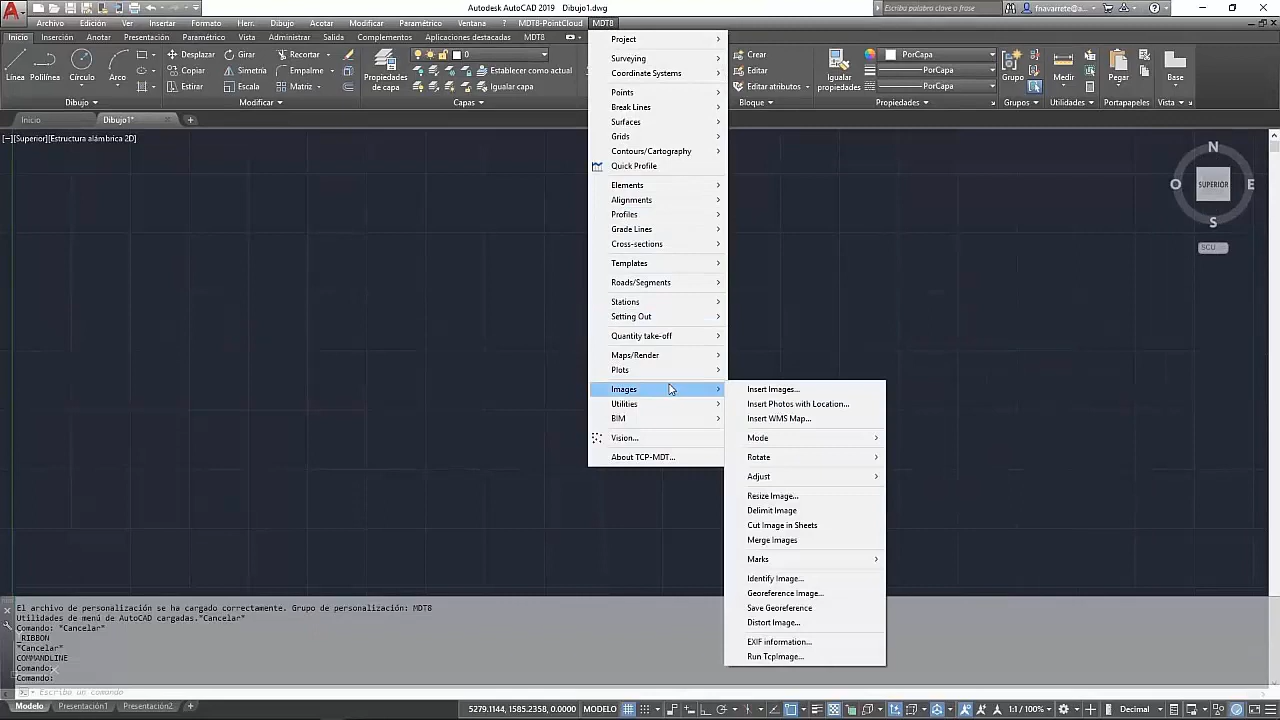 Autodesk AutoCAD 2019   Dibujo1.dwg
Escriba palabra clave o frase
fnavarrete@...
Archivo
Edición
Ver
Insertar
Formato
Herr.
Dibujo
Acotar
Modificar
Paramétrico
Ventana
?
MDT8-PointCloud
MDT8
Inicio
Inserción
Anotar
Presentación
Paramétrico
Vista
Administrar
Salida
Complementos
Aplicaciones destacadas
MDT8
Línea
Polilínea
Círculo
Arco
Dibujo
Desplazar
Copiar
Estirar
Girar
Simetría
Escala
Recortar
Empalme
Matriz
Modificar
Propiedades
de capa
0
Establecer como actual
Igualar capa
Capas
Crear
Editar
Editar atributos
Bloque
Igualar
propiedades
PorCapa
PorCapa
PorCapa
Propiedades
Grupo
Grupos
Medir
Utilidades
Pegar
Portapapeles
Base
Vista
Inicio
Dibujo1*
[−][Superior][Estructura alámbrica 2D]
Project
Surveying
Coordinate Systems
Points
Break Lines
Surfaces
Grids
Contours/Cartography
Quick Profile
Elements
Alignments
Profiles
Grade Lines
Cross-sections
Templates
Roads/Segments
Stations
Setting Out
Quantity take-off
Maps/Render
Plots
Images
Utilities
BIM
Vision...
About TCP-MDT...
Insert Images...
Insert Photos with Location...
Insert WMS Map...
Mode
Rotate
Adjust
Resize Image...
Delimit Image
Cut Image in Sheets
Merge Images
Marks
Identify Image...
Georeference Image...
Save Georeference
Distort Image...
EXIF information...
Run TcpImage...
N
O
SUPERIOR
E
S
SCU
El archivo de personalización se ha cargado correctamente. Grupo de personalización: MDT8
Utilidades de menú de AutoCAD cargadas."Cancelar"
Comando: "Cancelar"
_RIBBON
"Cancelar"
COMMANDLINE
Comando:
Comando:
Escriba un comando
Modelo
Presentación1
Presentación2
5279.1144, 1585.2358, 0.0000
MODELO
1:1 / 100%
Decimal